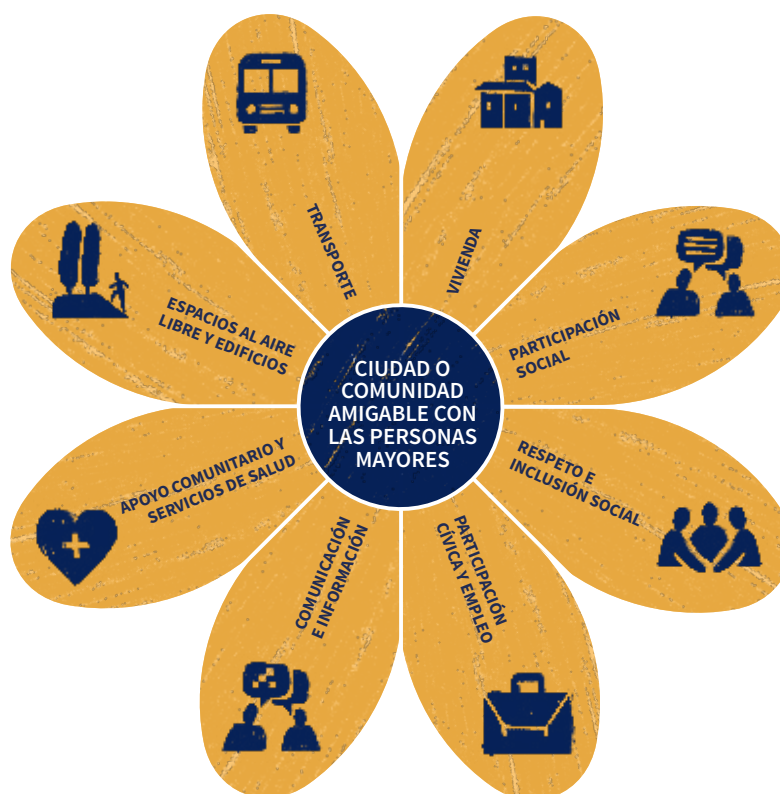 TRANSPORTE
VIVIENDA
PARTICIPACIÓN
SOCIAL
RESPETO E
INCLUSIÓN SOCIAL
PARTICIPACIÓN
CÍVICA Y EMPLEO
COMUNICACIÓN
E INFORMACIÓN
APOYO COMUNITARIO Y
SERVICIOS DE SALUD
ESPACIOS AL AIRE
LIBRE Y EDIFICIOS
CIUDAD O
COMUNIDAD
AMIGABLE CON
LAS PERSONAS
MAYORES